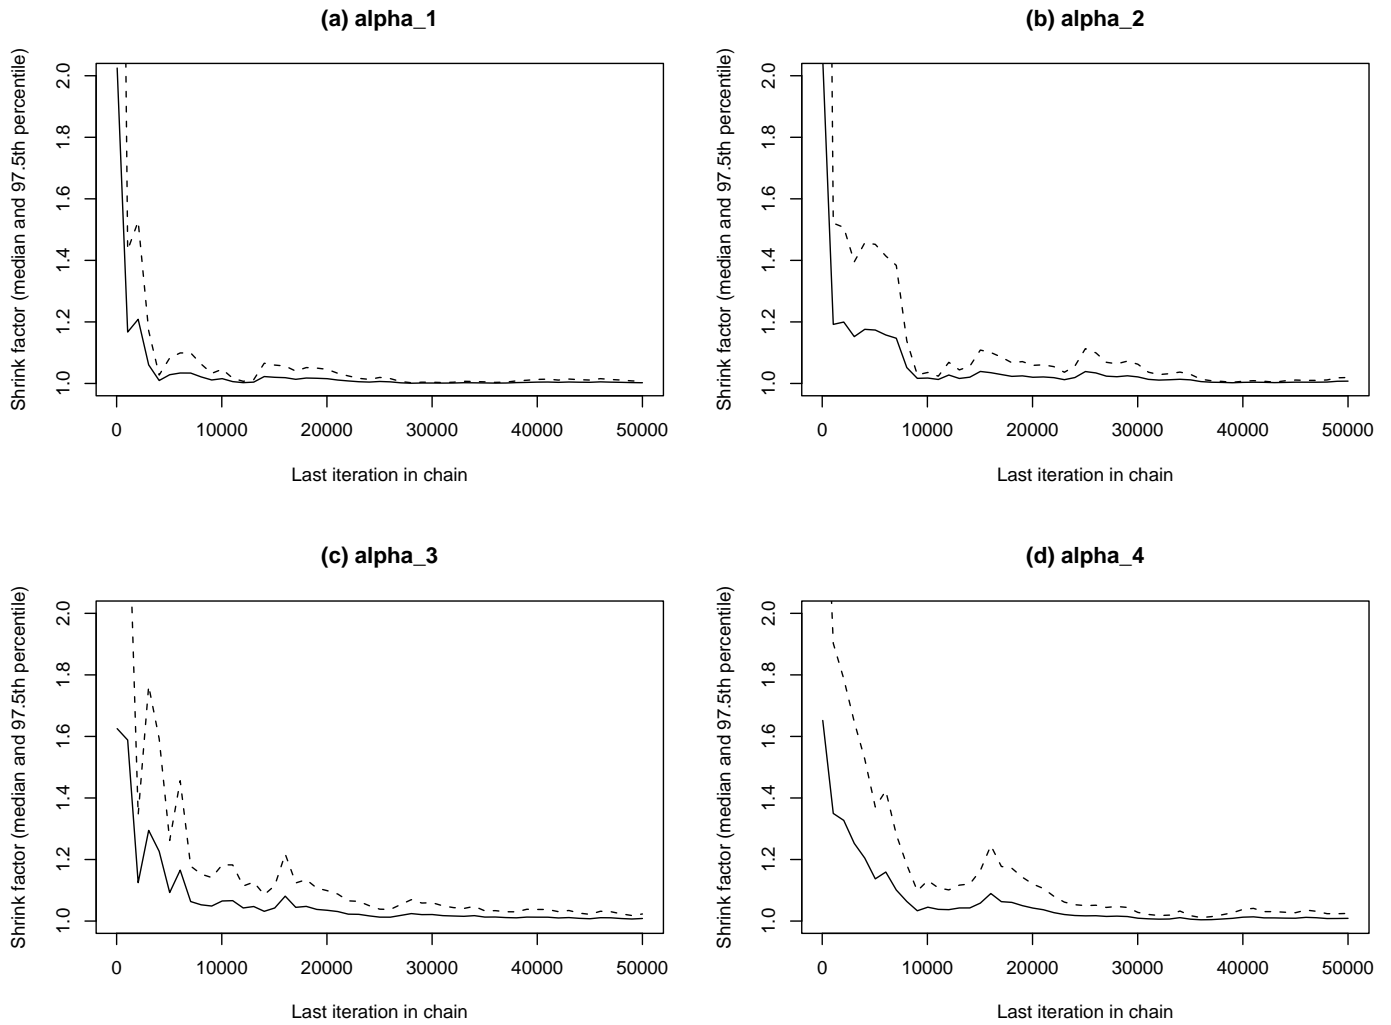 (a) alpha_1
Shrink factor (median and 97.5th percentile)
2.0
1.8
1.6
1.4
1.2
1.0
0 10000 20000 30000 40000 50000
Last iteration in chain
(b) alpha_2
Shrink factor (median and 97.5th percentile)
2.0
1.8
1.6
1.4
1.2
1.0
0 10000 20000 30000 40000 50000
Last iteration in chain
(c) alpha_3
Shrink factor (median and 97.5th percentile)
2.0
1.8
1.6
1.4
1.2
1.0
0 10000 20000 30000 40000 50000
Last iteration in chain
(d) alpha_4
Shrink factor (median and 97.5th percentile)
2.0
1.8
1.6
1.4
1.2
1.0
0 10000 20000 30000 40000 50000
Last iteration in chain